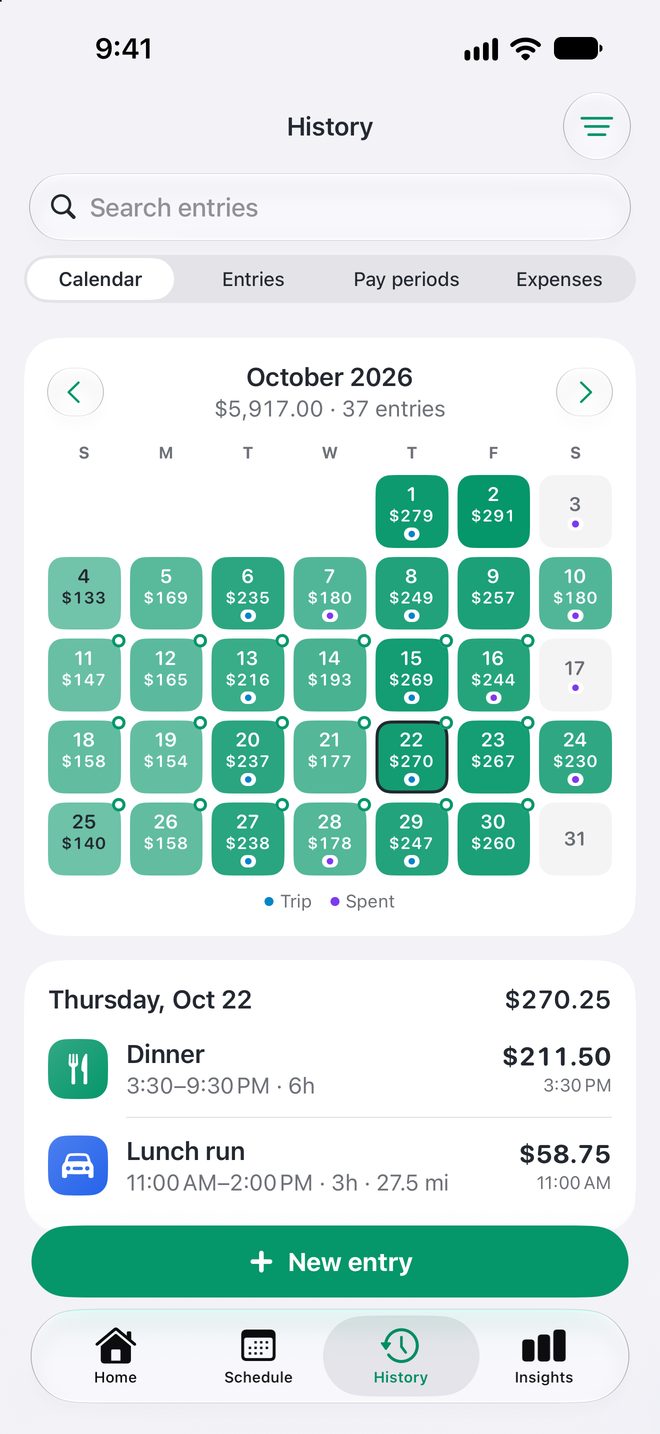 9:41
History
Search entries
Calendar Entries Pay periods Expenses
October 2026
$5,917.00 · 37 entries
S M T W T F S
1 2 3
$279 $291
4 5 6 7 8 9 10
$133 $169 $235 $180 $249 $257 $180
11 12 13 14 15 16 17
$147 $165 $216 $193 $269 $244
18 19 20 21 22 23 24
$158 $154 $237 $177 $270 $267 $230
25 26 27 28 29 30 31
$140 $158 $238 $178 $247 $260
Trip Spent
Thursday, Oct 22 $270.25
Dinner $211.50
3:30–9:30 PM · 6h 3:30 PM
Lunch run $58.75
11:00 AM–2:00 PM · 3h · 27.5 mi 11:00 AM
+ New entry
Home Schedule History Insights